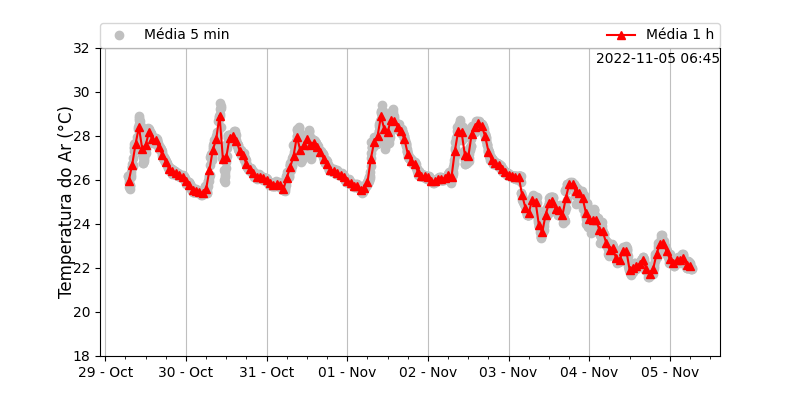 Média 5 min
Média 1 h
2022-11-05 06:45
Temperatura do Ar (°C)
32
30
28
26
24
22
20
18
29 - Oct
30 - Oct
31 - Oct
01 - Nov
02 - Nov
03 - Nov
04 - Nov
05 - Nov